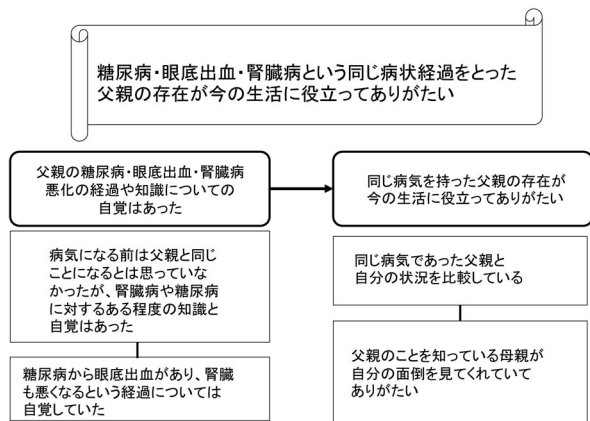 糖尿病・眼底出血・腎臓病という同じ病状経過をとった
父親の存在が今の生活に役立ってありがたい
父親の糖尿病・眼底出血・腎臓病
悪化の経過や知識についての
自覚はあった
同じ病気を持った父親の存在が
今の生活に役立ってありがたい
病気になる前は父親と同じ
ことになるとは思っていな
かったが、腎臓病や糖尿病
に対するある程度の知識と
自覚はあった
同じ病気であった父親と
自分の状況を比較している
糖尿病から眼底出血があり、腎臓
も悪くなるという経過については
自覚していた
父親のことを知っている母親が
自分の面倒を見てくれていて
ありがたい